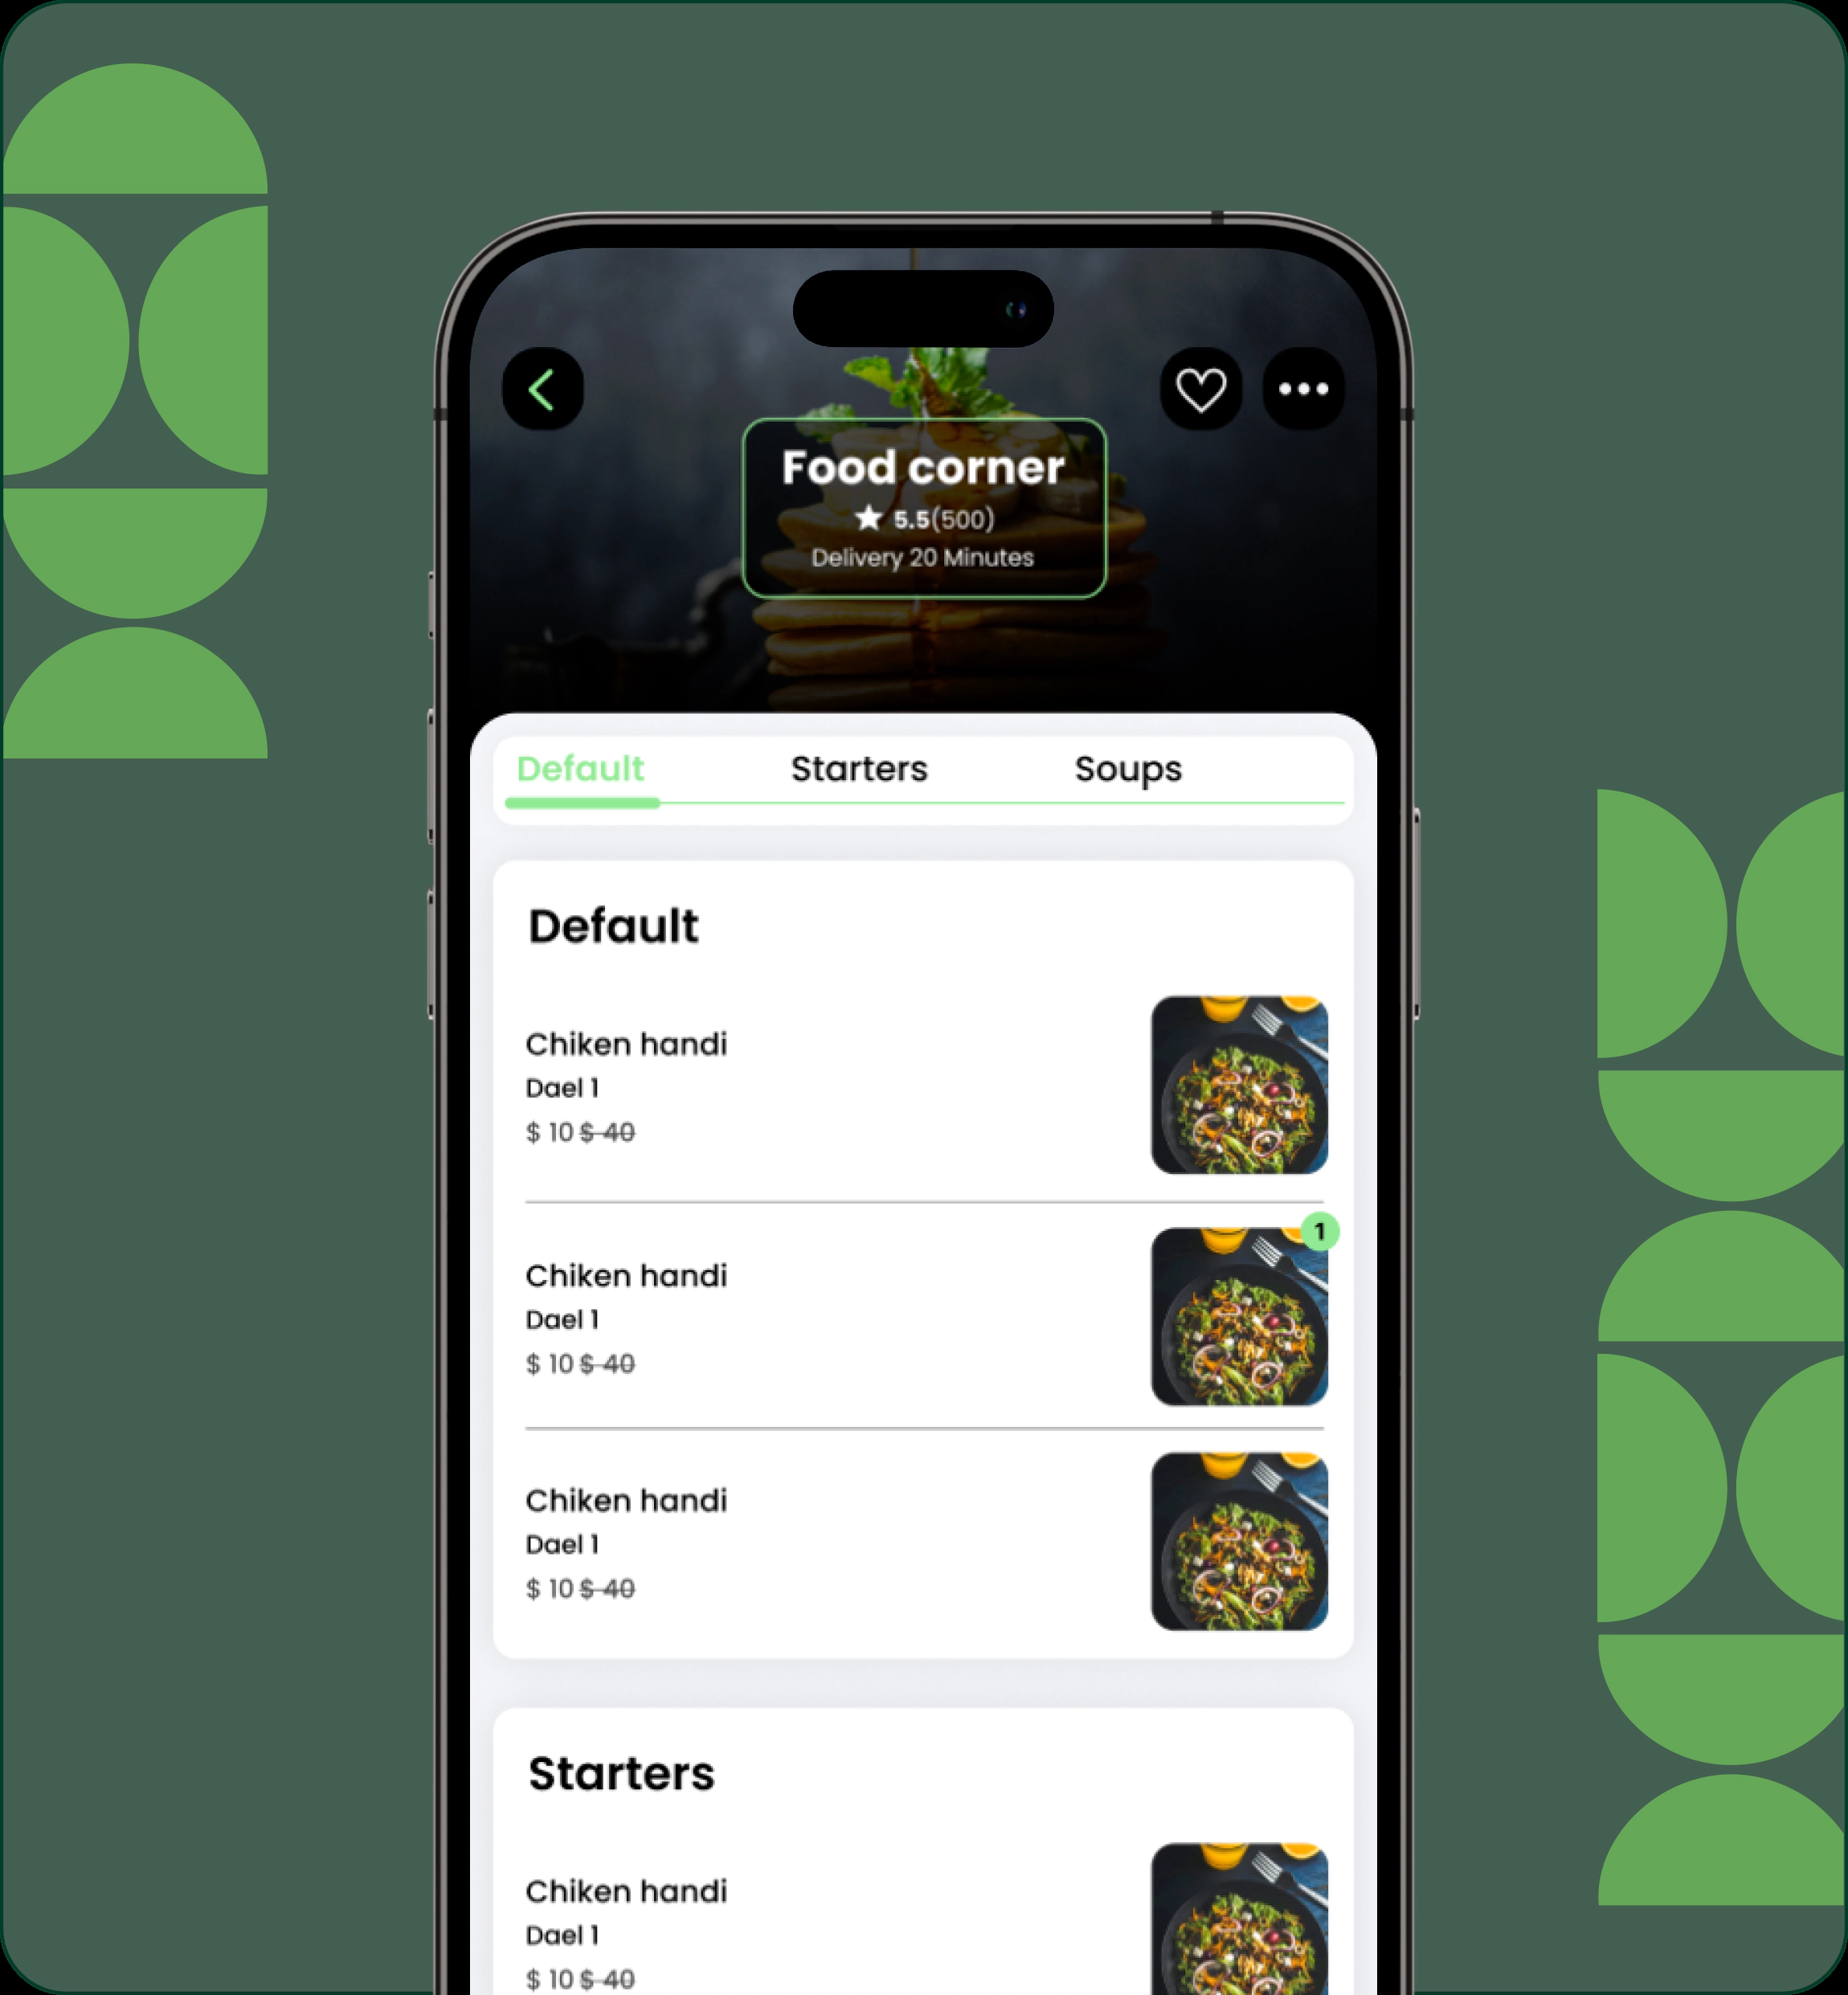 Food corner
★ 5.5(500)
Delivery 20 Minutes
Default Starters Soups
Default
Chiken handi
Dael 1
$ 10 $ 40
1
Chiken handi
Dael 1
$ 10 $ 40
Chiken handi
Dael 1
$ 10 $ 40
Starters
Chiken handi
Dael 1
$ 10 $ 40